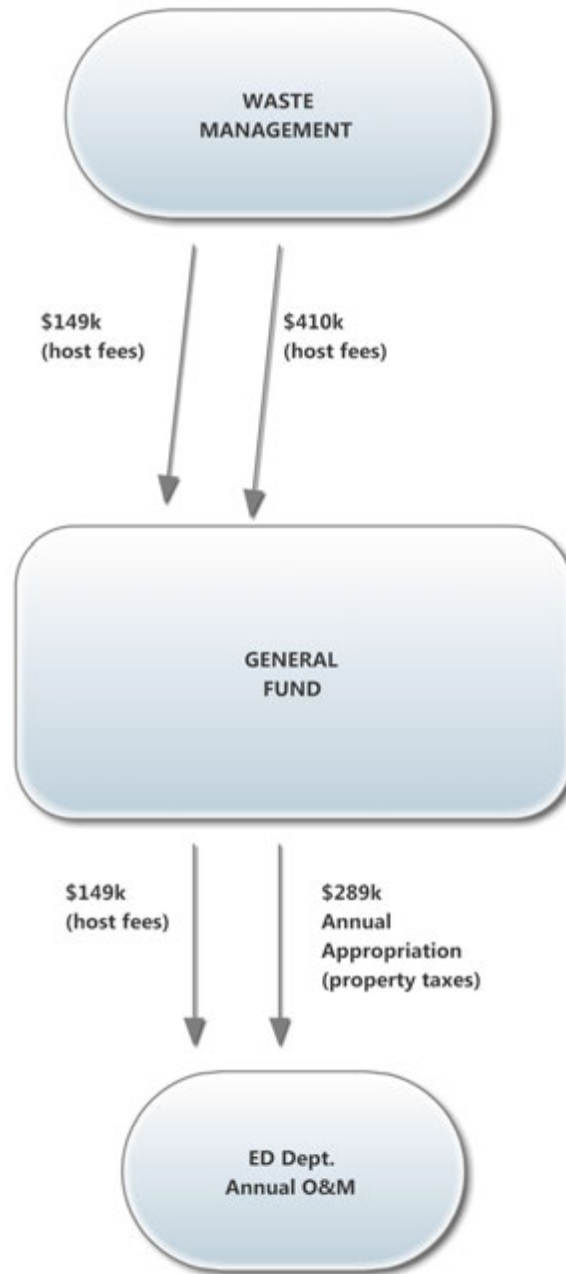 WASTE
MANAGEMENT
$149k
(host fees)
$410k
(host fees)
GENERAL
FUND
$149k
(host fees)
$289k
Annual
Appropriation
(property taxes)
ED Dept.
Annual O&M